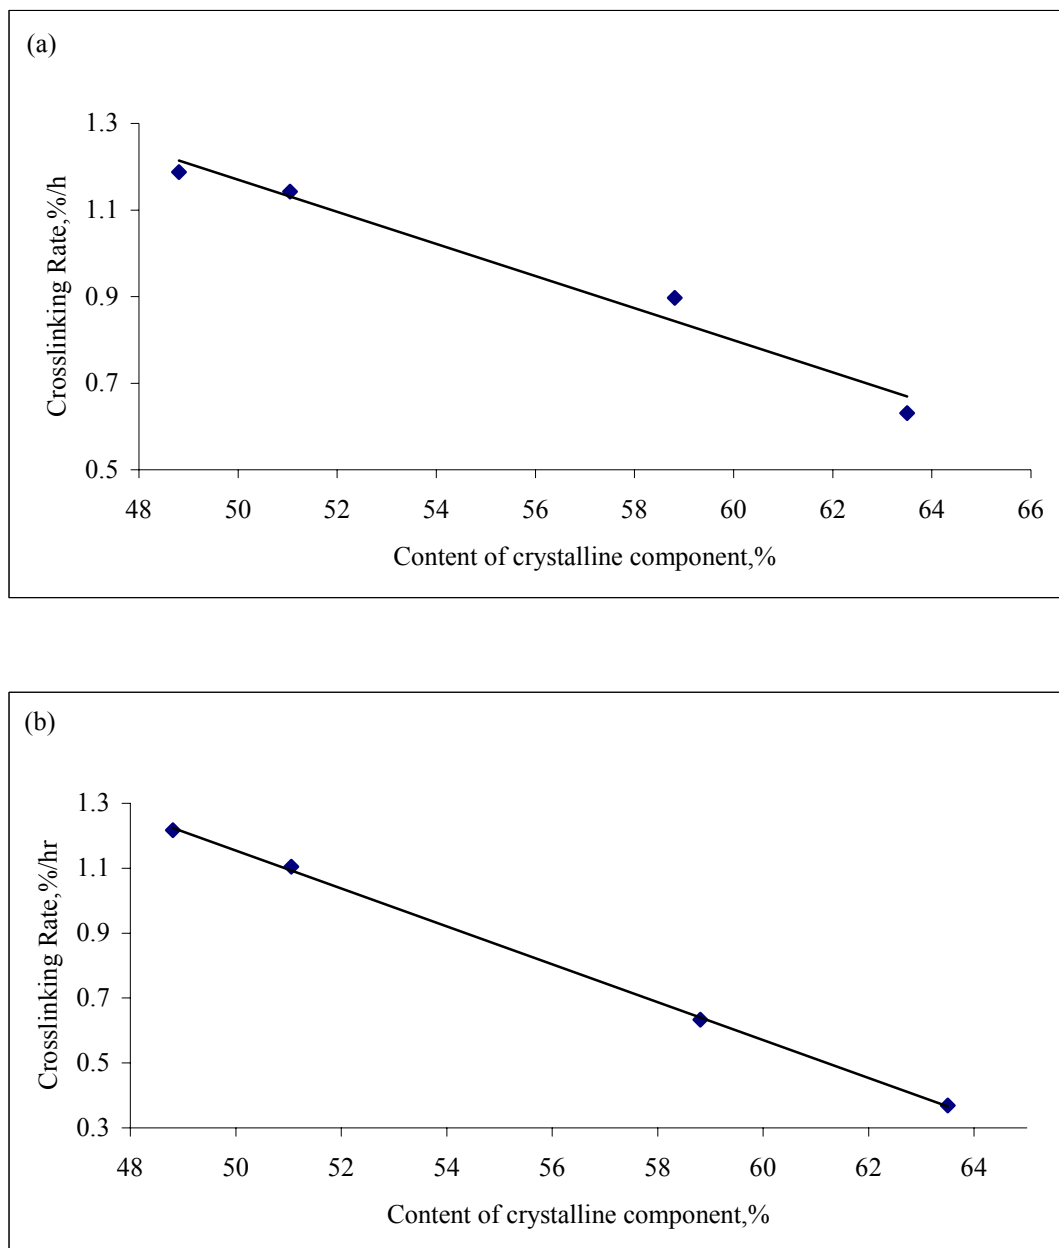 (a)
1.3
1.1
0.9
0.7
0.5
Crosslinking Rate,%/h
48 50 52 54 56 58 60 62 64 66
Content of crystalline component,%
(b)
1.3
1.1
0.9
0.7
0.5
0.3
Crosslinking Rate,%/hr
48 50 52 54 56 58 60 62 64
Content of crystalline component,%